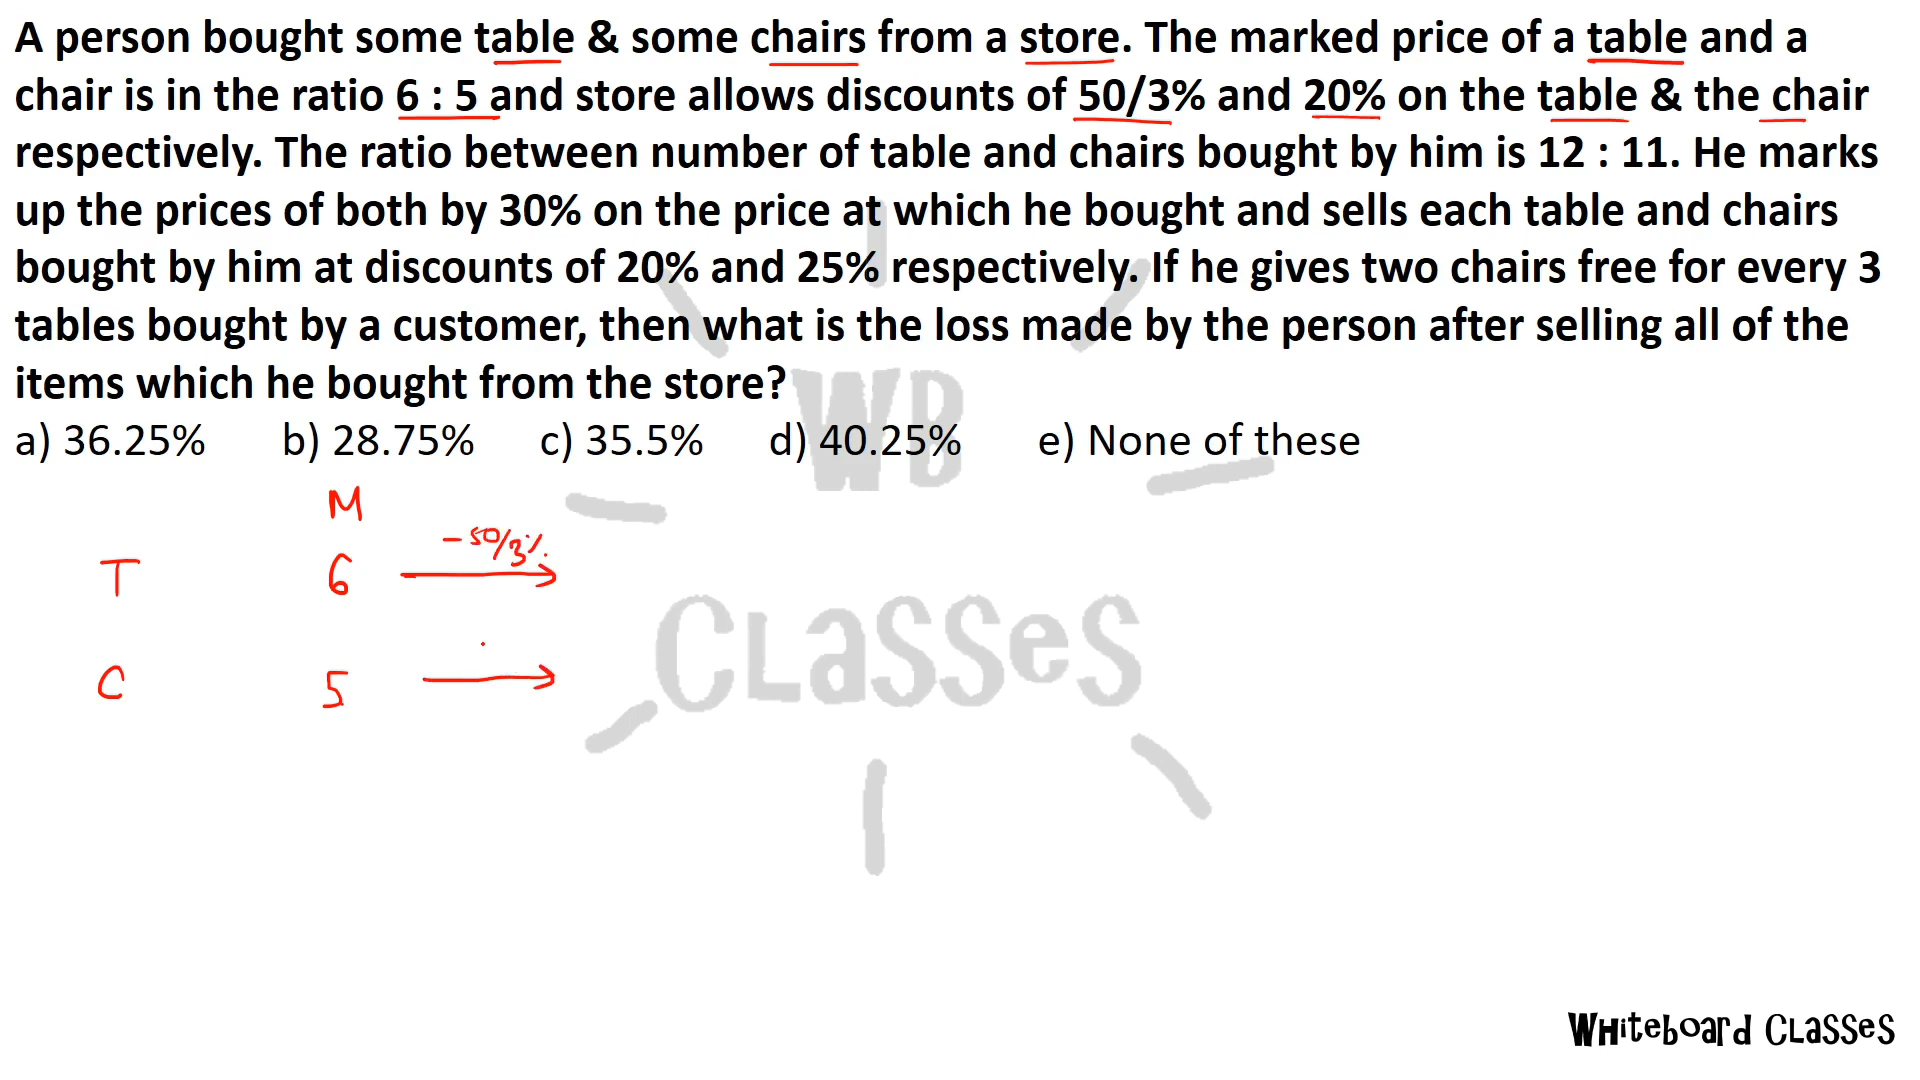 A person bought some table & some chairs from a store. The marked price of a table and a
chair is in the ratio 6 : 5 and store allows discounts of 50/3% and 20% on the table & the chair
respectively. The ratio between number of table and chairs bought by him is 12 : 11. He marks
up the prices of both by 30% on the price at which he bought and sells each table and chairs
bought by him at discounts of 20% and 25% respectively. If he gives two chairs free for every 3
tables bought by a customer, then what is the loss made by the person after selling all of the
items which he bought from the store?
a) 36.25% b) 28.75% c) 35.5% d) 40.25% e) None of these
WB
M
- 50/3%
T 6
CLaSSeS
C 5
WHiteboard CLaSSeS